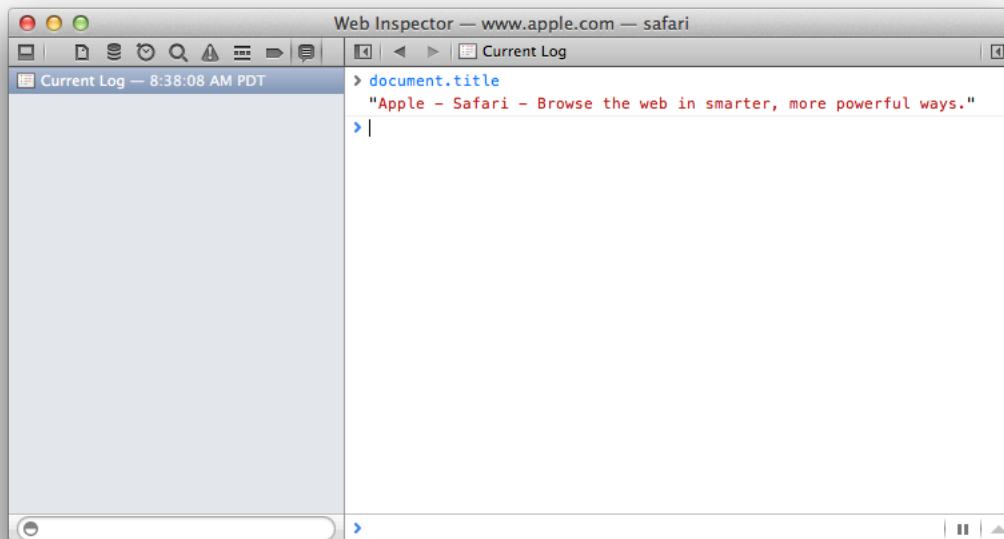 Web Inspector — www.apple.com — safari
Current Log
Current Log — 8:38:08 AM PDT
> document.title
"Apple – Safari – Browse the web in smarter, more powerful ways."
>
>